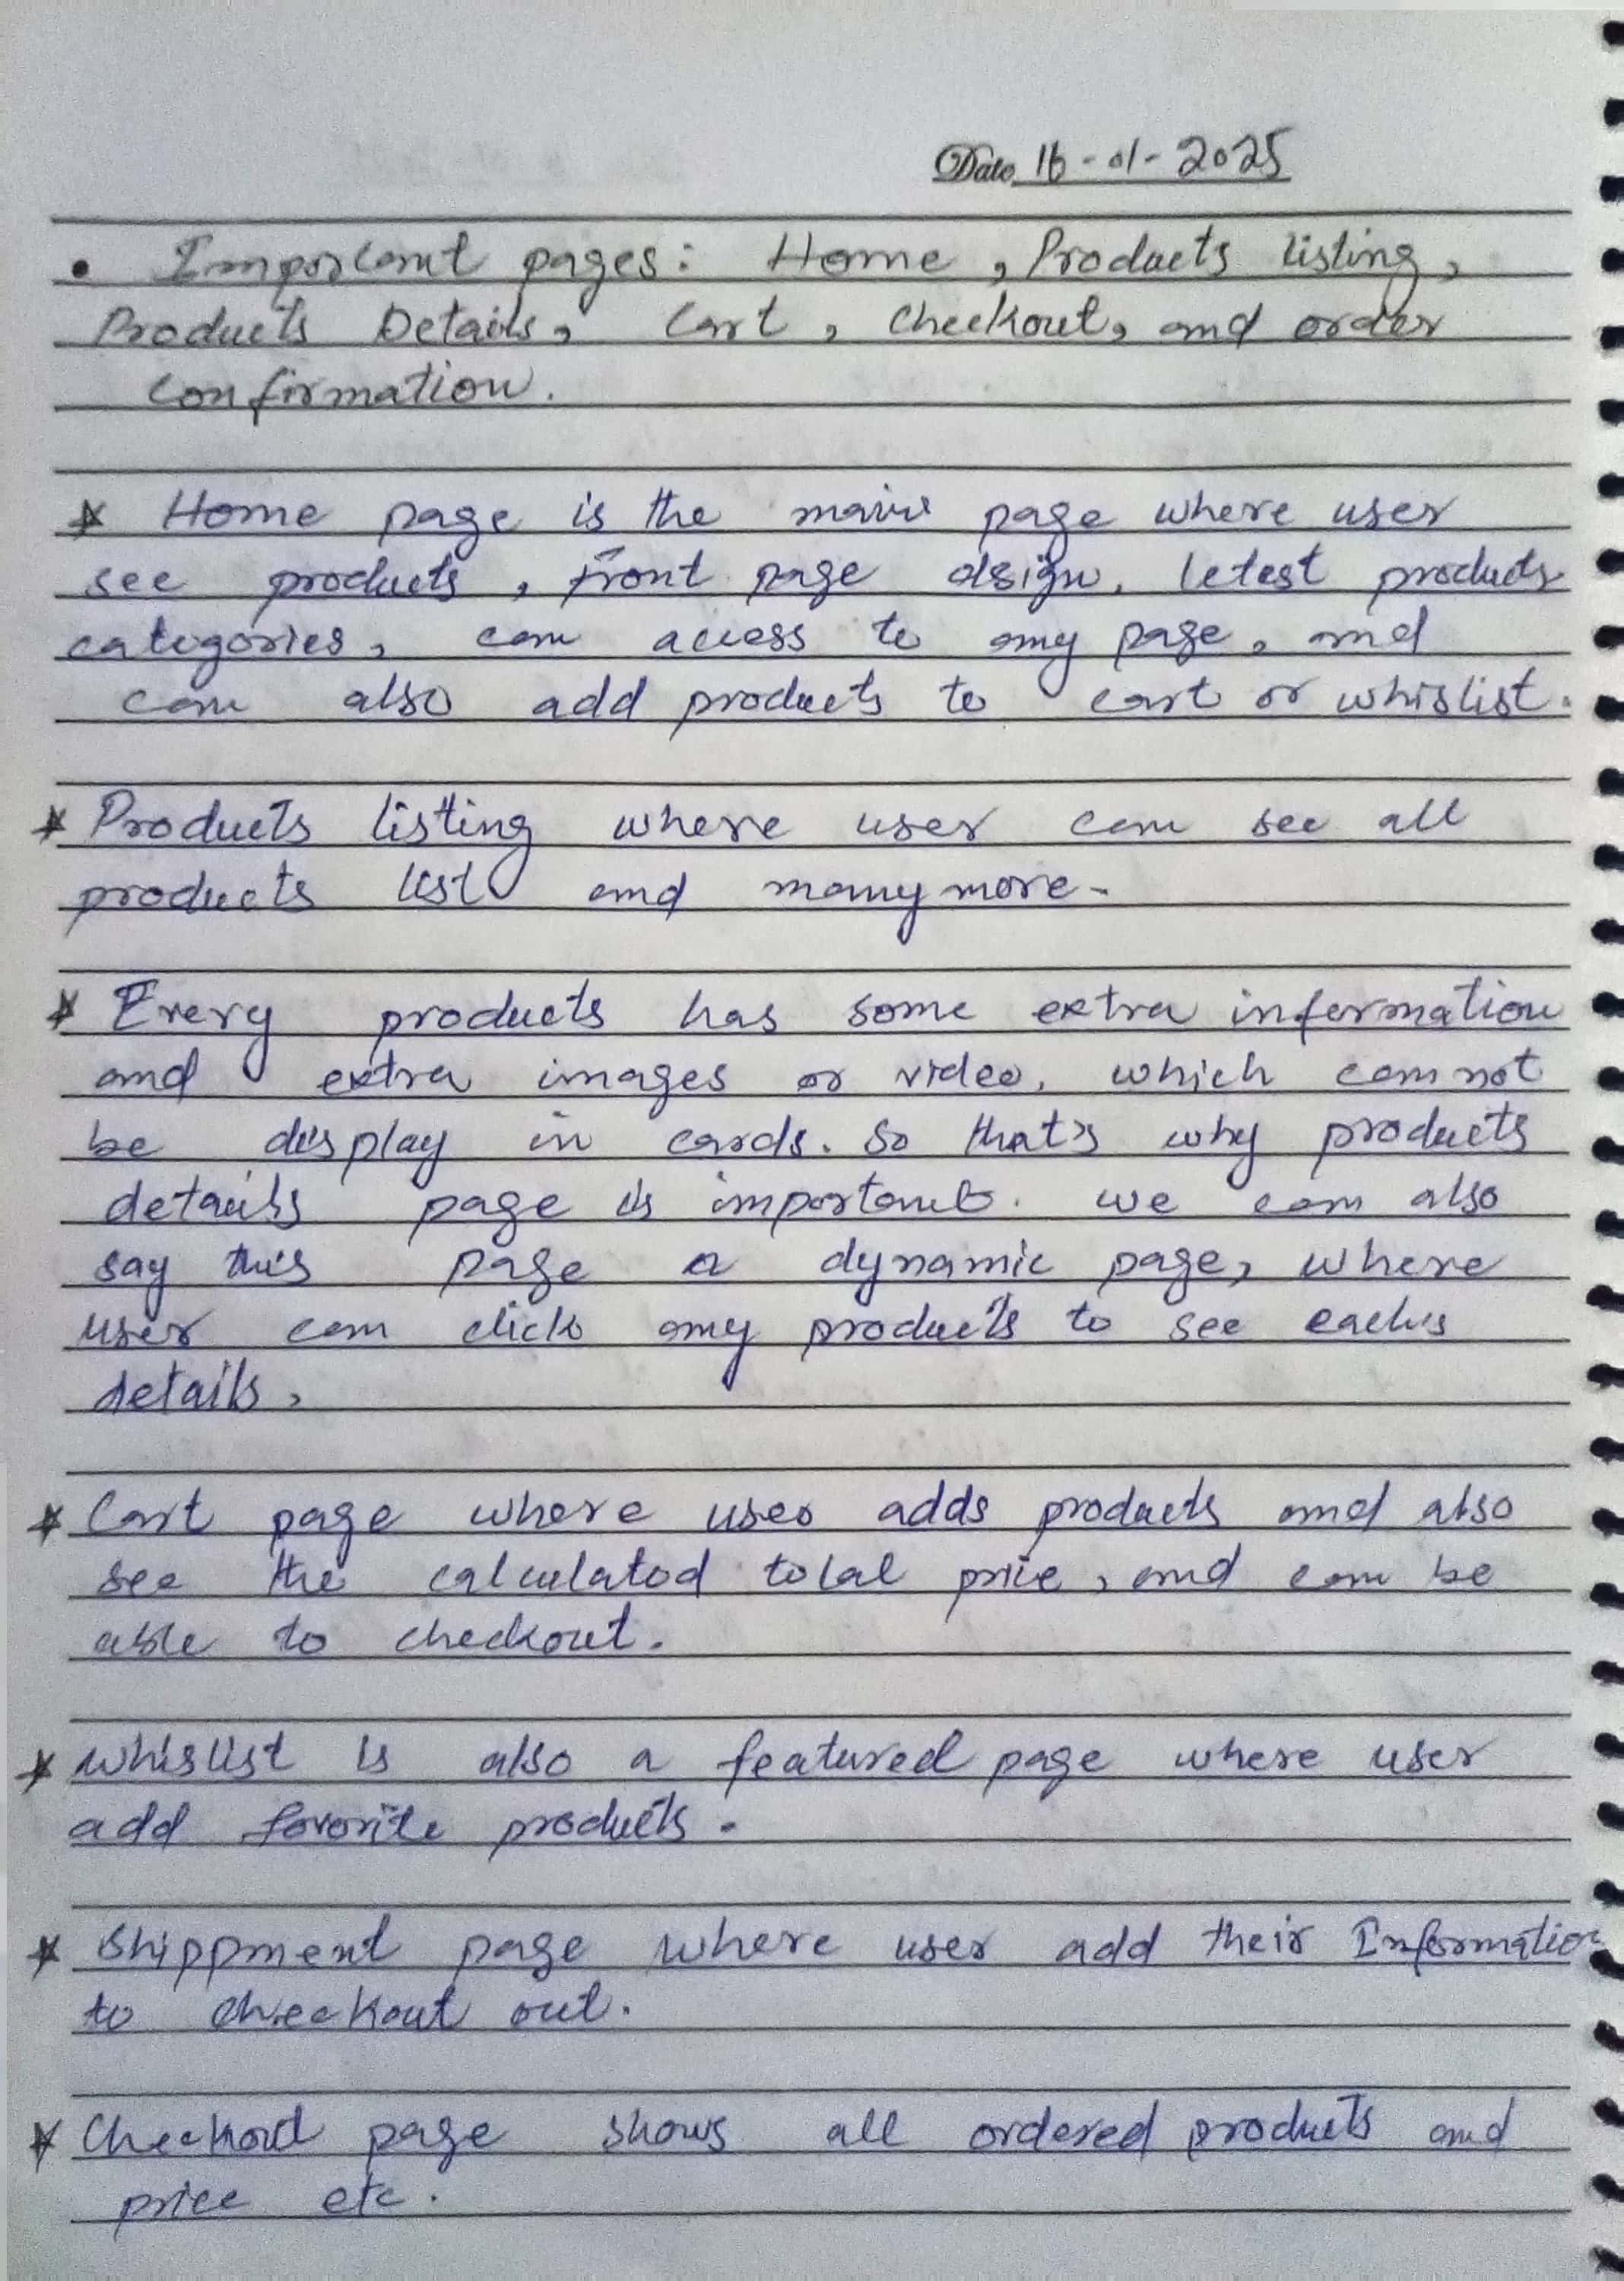 Date 16-01-2025
• Important pages: Home, Products listing,
Products Details, Cart, Checkout, and order
confirmation.
* Home page is the main page where user
see products, front page dsign, letest products
categories, can access to any page, and
can also add products to cart or whislist.
* Products listing where user can see all
products list and many more.
* Every products has some extra information
and extra images or video, which can not
be display in cards. So that's why products
details page is important. we can also
say this page a dynamic page, where
user can click any products to see each's
details.
* Cart page where user adds products and also
see the calculated total price, and can be
able to checkout.
* whislist is also a featured page where user
add favorite products.
* Shippment page where user add their Information
to checkout out.
* Checkout page shows all ordered products and
price etc.